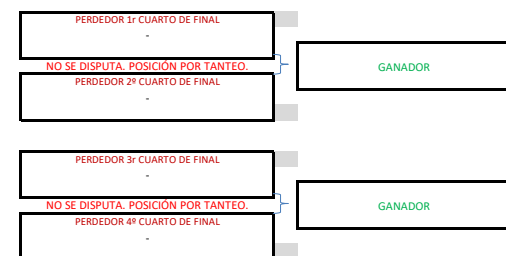 PERDEDOR 1r CUARTO DE FINAL
-
NO SE DISPUTA. POSICIÓN POR TANTEO.
GANADOR
PERDEDOR 2º CUARTO DE FINAL
-
PERDEDOR 3r CUARTO DE FINAL
-
NO SE DISPUTA. POSICIÓN POR TANTEO.
GANADOR
PERDEDOR 4º CUARTO DE FINAL
-